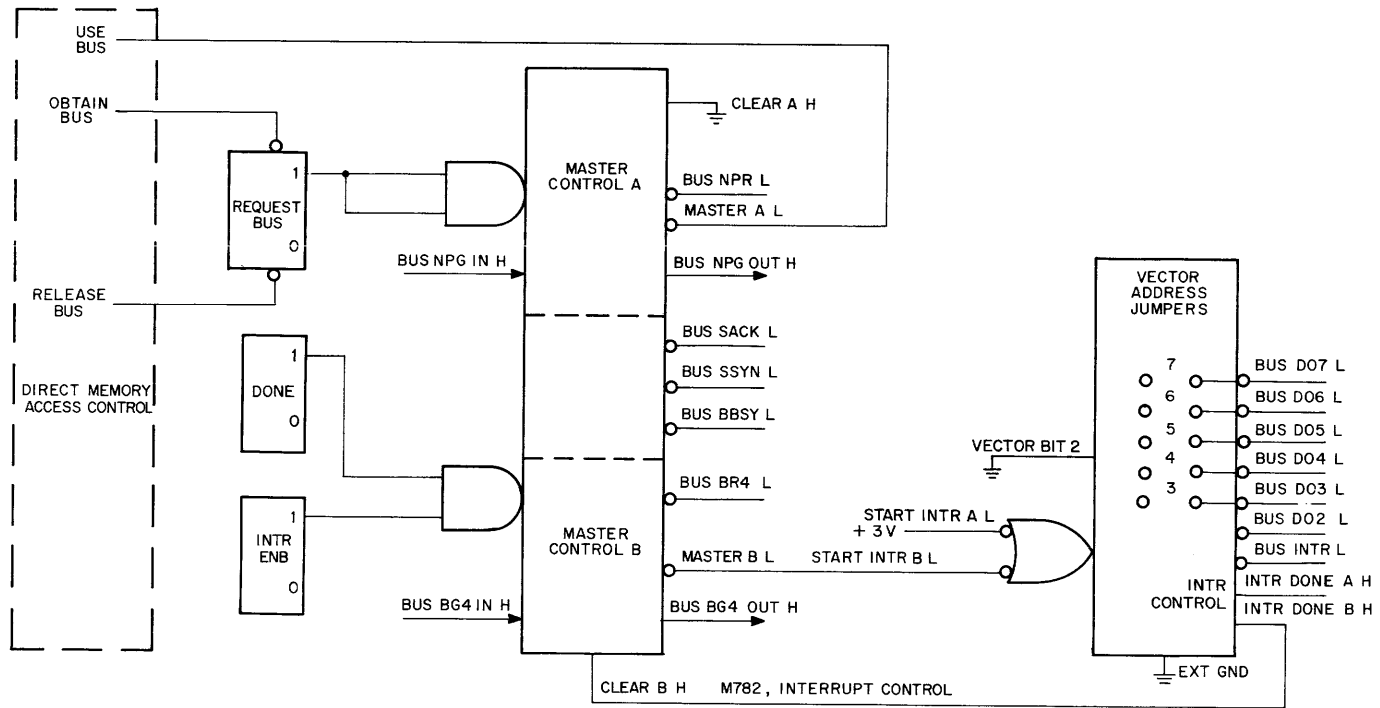 USE
BUS
OBTAIN
BUS
RELEASE
BUS
DIRECT MEMORY
ACCESS CONTROL
1
REQUEST
BUS
0
1
DONE
0
1
INTR
ENB
0
MASTER
CONTROL A
CLEAR A H
BUS NPR L
MASTER A L
BUS NPG IN H
BUS NPG OUT H
BUS SACK L
BUS SSYN L
BUS BBSY L
BUS BR4 L
MASTER
CONTROL B
MASTER B L
START INTR B L
BUS BG4 IN H
BUS BG4 OUT H
START INTR A L
+ 3V
VECTOR BIT 2
VECTOR
ADDRESS
JUMPERS
7
6
5
4
3
BUS D07 L
BUS D06 L
BUS D05 L
BUS D04 L
BUS D03 L
BUS D02 L
BUS INTR L
INTR
CONTROL
INTR DONE A H
INTR DONE B H
EXT GND
CLEAR B H
M782, INTERRUPT CONTROL